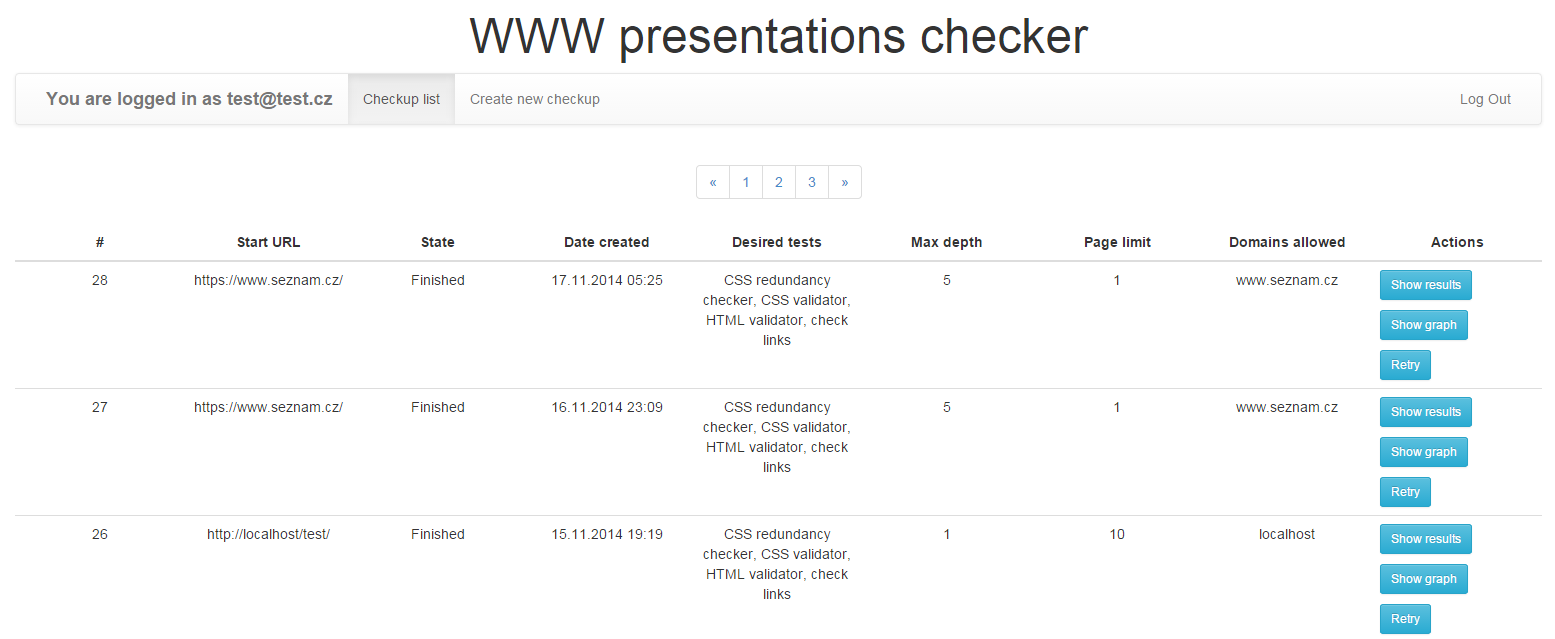 WWW presentations checker
You are logged in as test@test.cz Checkup list Create new checkup Log Out
« 1 2 3 »
# Start URL State Date created Desired tests Max depth Page limit Domains allowed Actions
28 https://www.seznam.cz/ Finished 17.11.2014 05:25 CSS redundancy 5 1 www.seznam.cz Show results
checker, CSS validator,
HTML validator, check Show graph
links
Retry
27 https://www.seznam.cz/ Finished 16.11.2014 23:09 CSS redundancy 5 1 www.seznam.cz Show results
checker, CSS validator,
HTML validator, check Show graph
links
Retry
26 http://localhost/test/ Finished 15.11.2014 19:19 CSS redundancy 1 10 localhost Show results
checker, CSS validator,
HTML validator, check Show graph
links
Retry